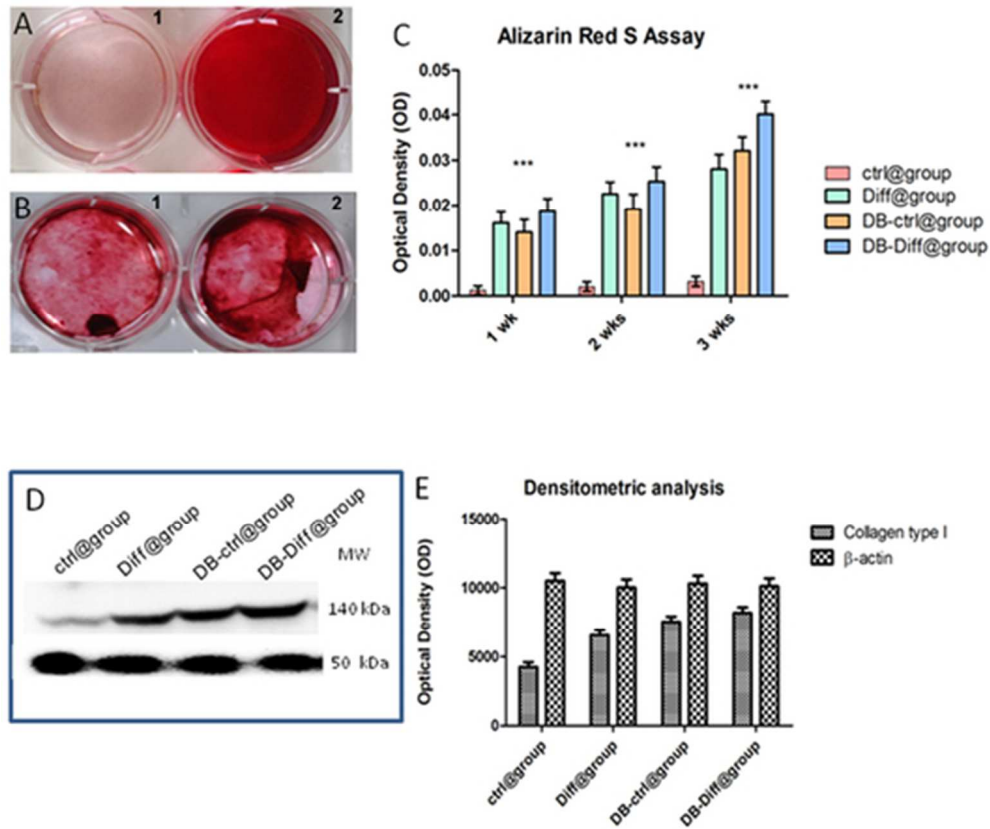 A
1
2
B
1
2
C
Alizarin Red S Assay
Optical Density (OD)
0.05
0.04
0.03
0.02
0.01
0.00
***
***
***
1 wk
2 wks
3 wks
ctrl@group
Diff@group
DB-ctrl@group
DB-Diff@group
D
ctrl@group
Diff@group
DB-ctrl@group
DB-Diff@group
MW
140 kDa
50 kDa
E
Densitometric analysis
Optical Density (OD)
15000
10000
5000
0
ctrl@group
Diff@group
DB-ctrl@group
DB-Diff@group
Collagen type I
β-actin